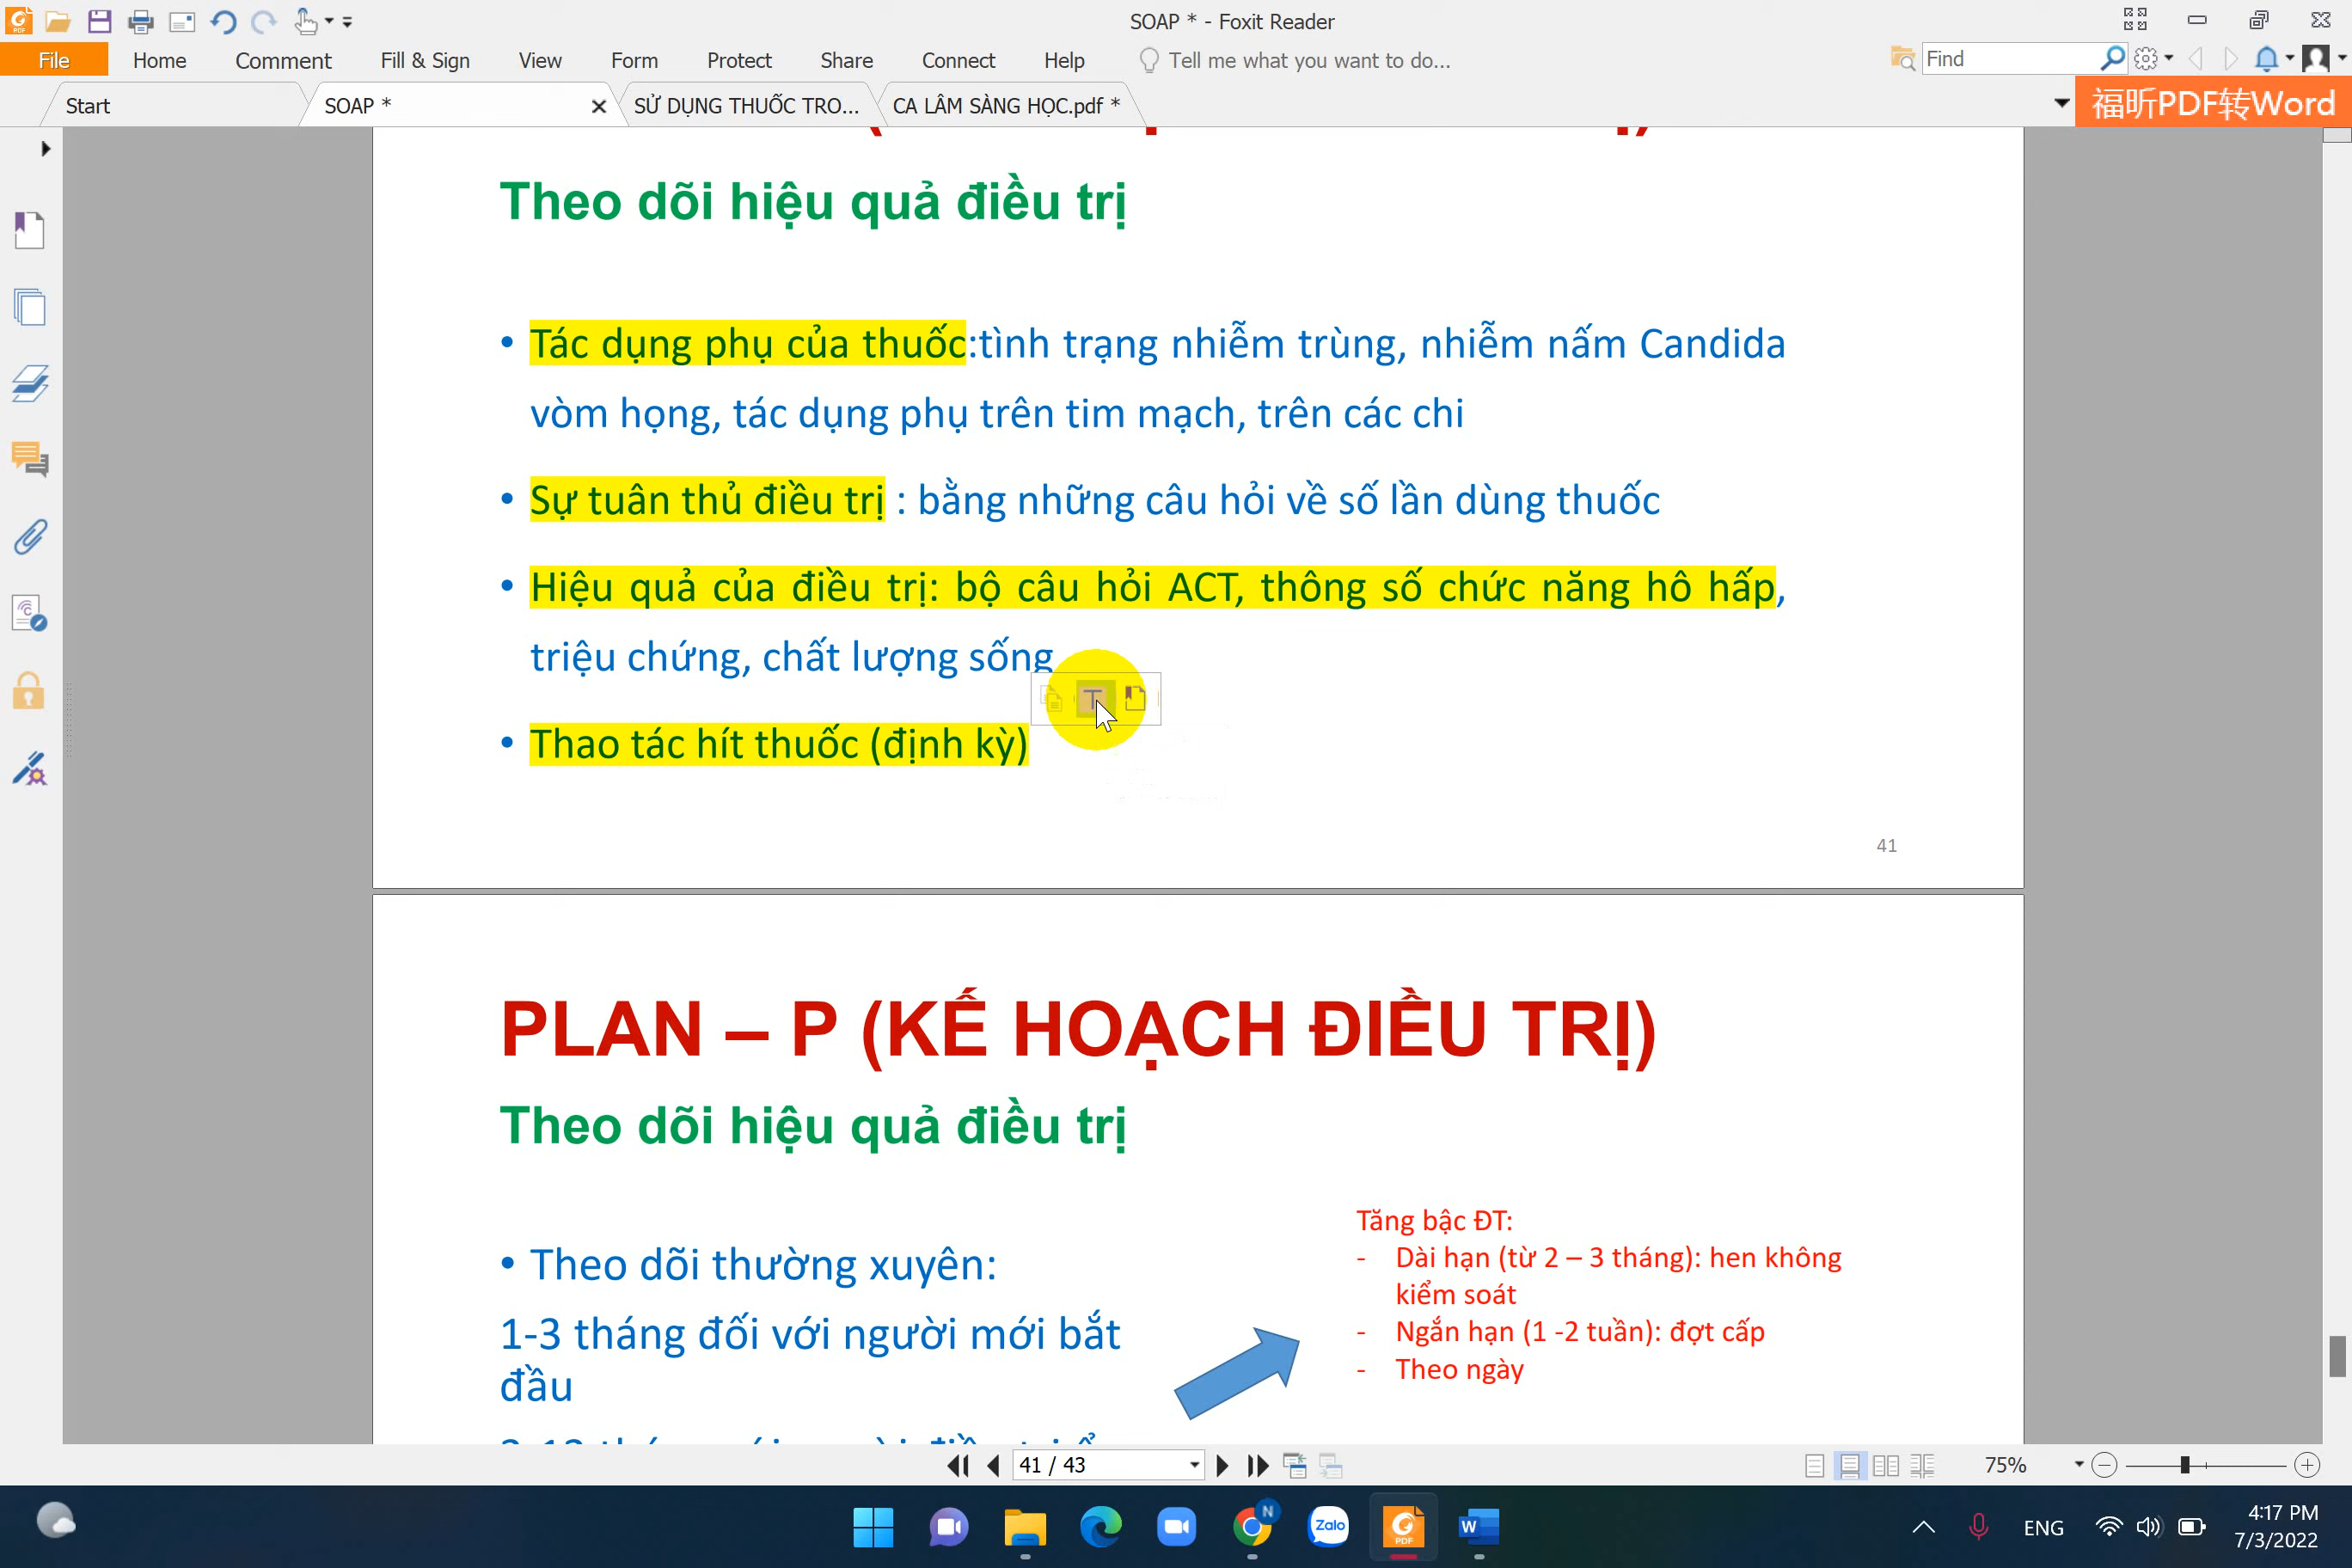 SOAP * - Foxit Reader
File Home Comment Fill & Sign View Form Protect Share Connect Help Tell me what you want to do... Find
Start SOAP * SỬ DỤNG THUỐC TRO... CA LÂM SÀNG HỌC.pdf * 福昕PDF转Word
Theo dõi hiệu quả điều trị
• Tác dụng phụ của thuốc:tình trạng nhiễm trùng, nhiễm nấm Candida
vòm họng, tác dụng phụ trên tim mạch, trên các chi
• Sự tuân thủ điều trị : bằng những câu hỏi về số lần dùng thuốc
• Hiệu quả của điều trị: bộ câu hỏi ACT, thông số chức năng hô hấp,
triệu chứng, chất lượng sống
• Thao tác hít thuốc (định kỳ)
41
PLAN – P (KẾ HOẠCH ĐIỀU TRỊ)
Theo dõi hiệu quả điều trị
• Theo dõi thường xuyên:
1-3 tháng đối với người mới bắt
đầu
Tăng bậc ĐT:
- Dài hạn (từ 2 – 3 tháng): hen không
kiểm soát
- Ngắn hạn (1 -2 tuần): đợt cấp
- Theo ngày
41 / 43
75%
Zalo
ENG
4:17 PM
7/3/2022